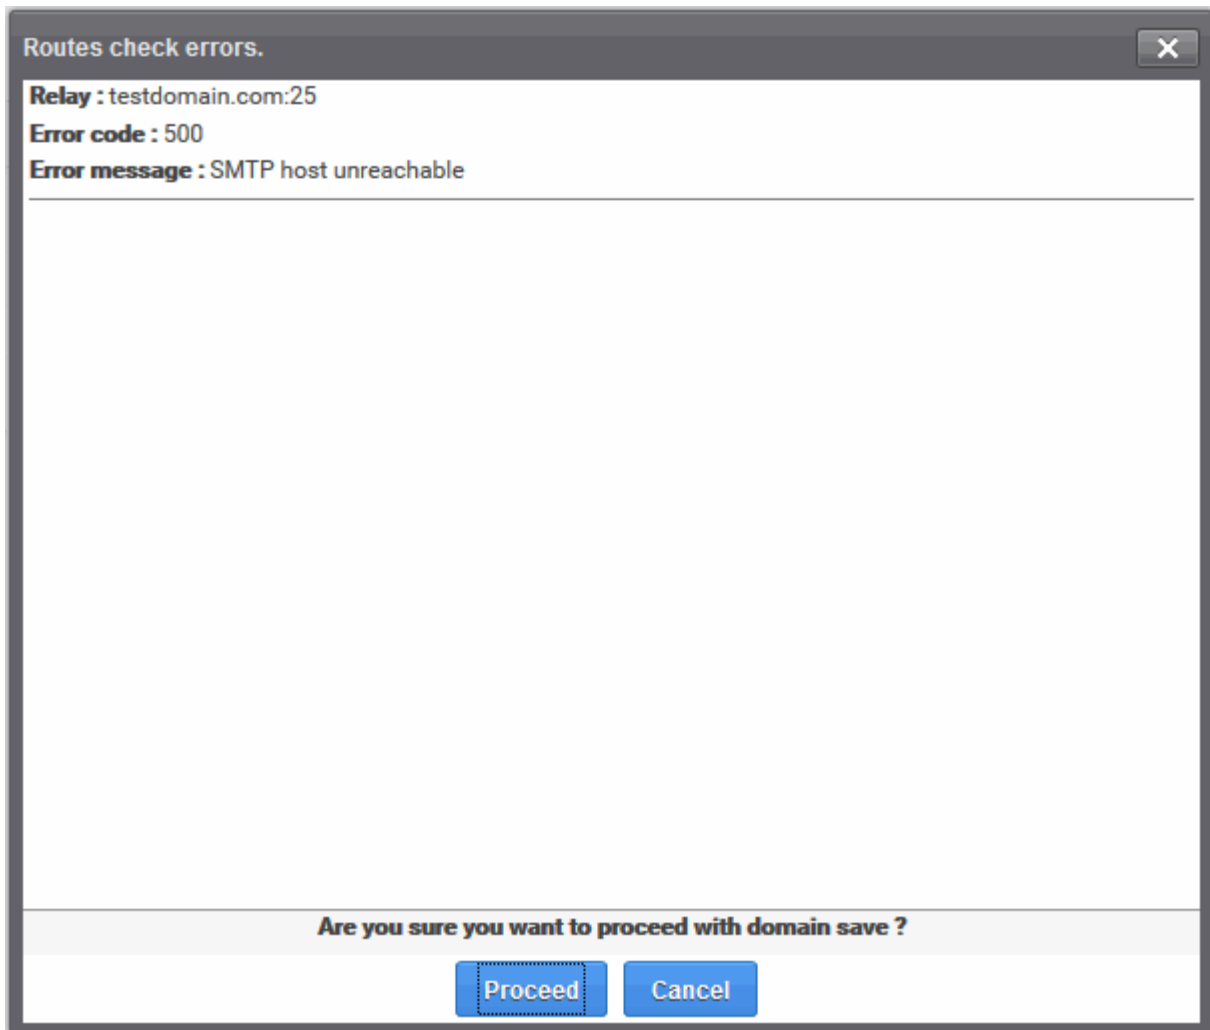 Routes check errors.
Relay : testdomain.com:25
Error code : 500
Error message : SMTP host unreachable
Are you sure you want to proceed with domain save ?
Proceed Cancel